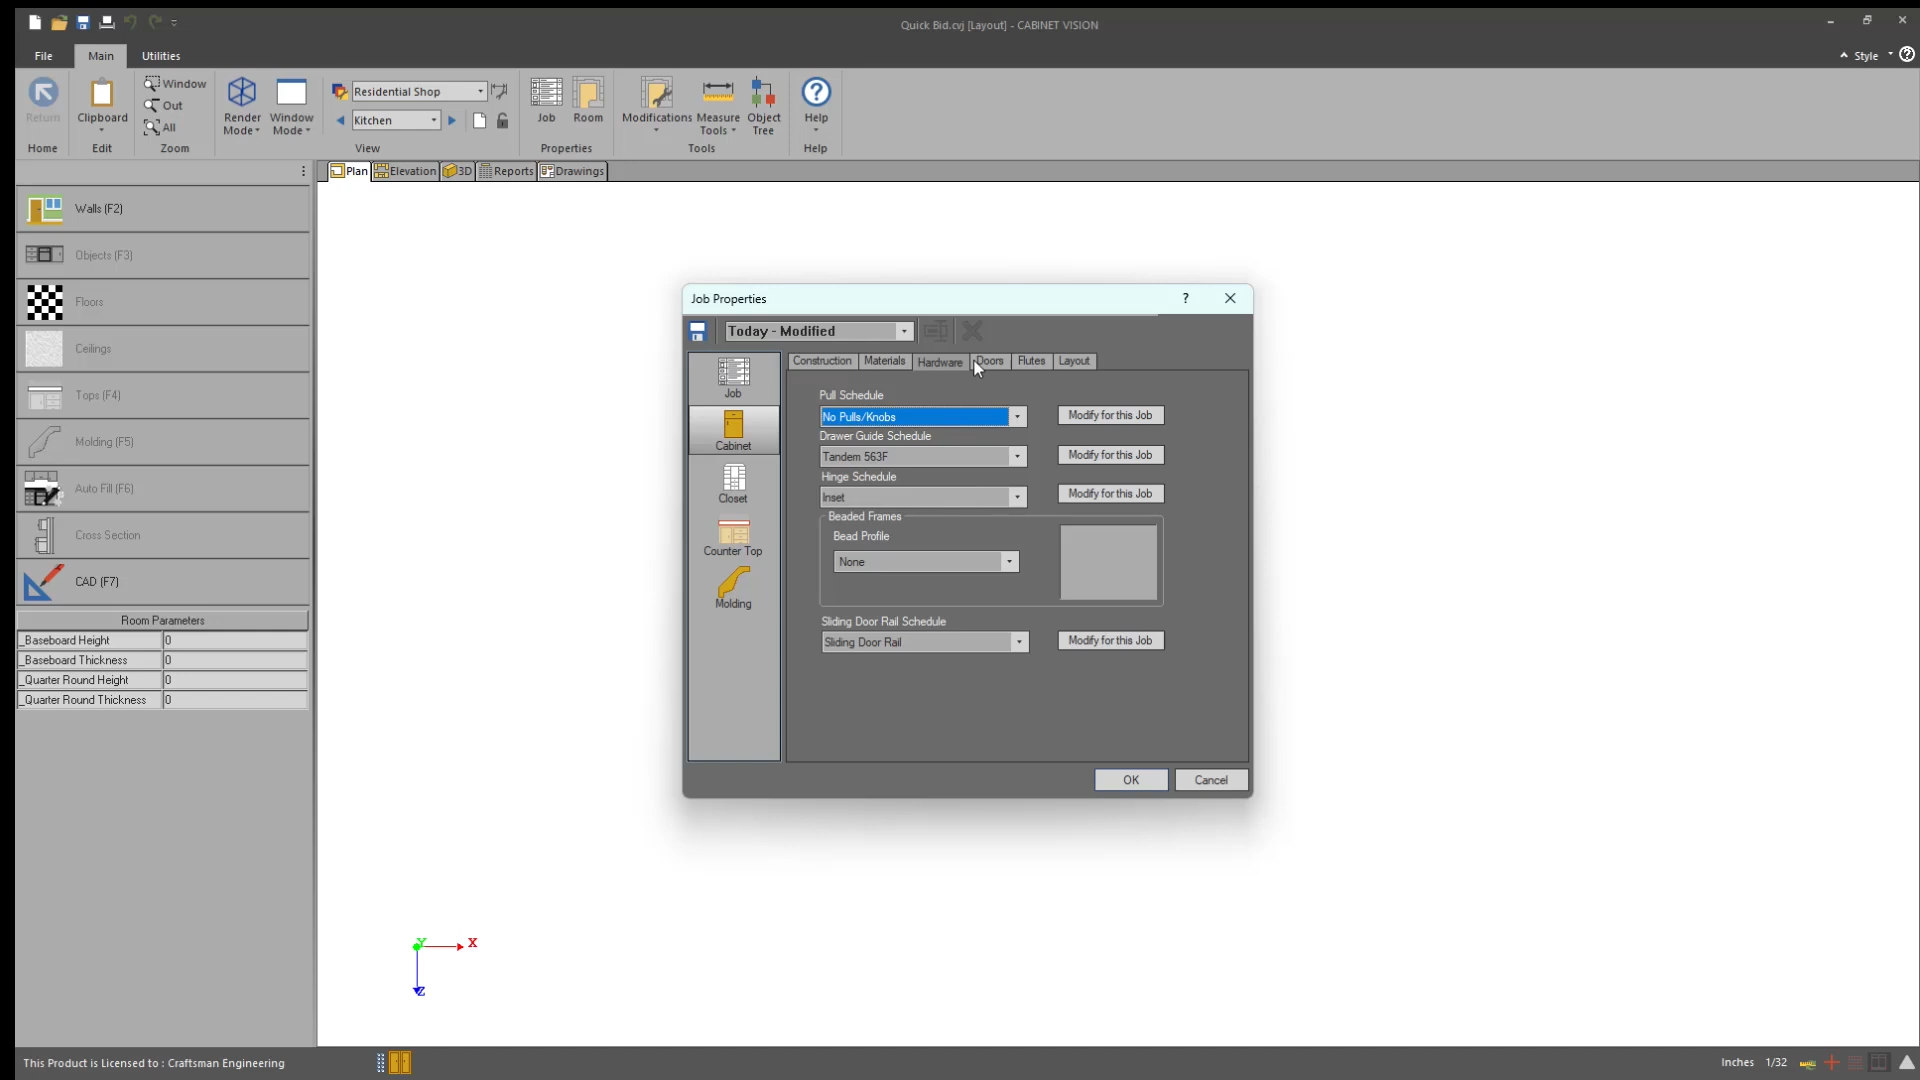 Quick Bid.cvj [Layout] - CABINET VISION
File
Main
Utilities
Style
Return
Clipboard
Window
Out
All
Render Mode
Window Mode
Residential Shop
Kitchen
Job
Room
Modifications
Measure Tools
Object Tree
Help
Home
Edit
Zoom
View
Properties
Tools
Help
Plan
Elevation
3D
Reports
Drawings
Walls (F2)
Objects (F3)
Floors
Ceilings
Tops (F4)
Molding (F5)
Auto Fill (F6)
Cross Section
CAD (F7)
Room Parameters
_Baseboard Height 0
_Baseboard Thickness 0
_Quarter Round Height 0
_Quarter Round Thickness 0
Job Properties
?
Today - Modified
Job
Cabinet
Closet
Counter Top
Molding
Construction
Materials
Hardware
Doors
Flutes
Layout
Pull Schedule
No Pulls/Knobs
Modify for this Job
Drawer Guide Schedule
Tandem 563F
Modify for this Job
Hinge Schedule
Inset
Modify for this Job
Beaded Frames
Bead Profile
None
Sliding Door Rail Schedule
Sliding Door Rail
Modify for this Job
OK
Cancel
Y
X
Z
This Product is Licensed to : Craftsman Engineering
Inches
1/32